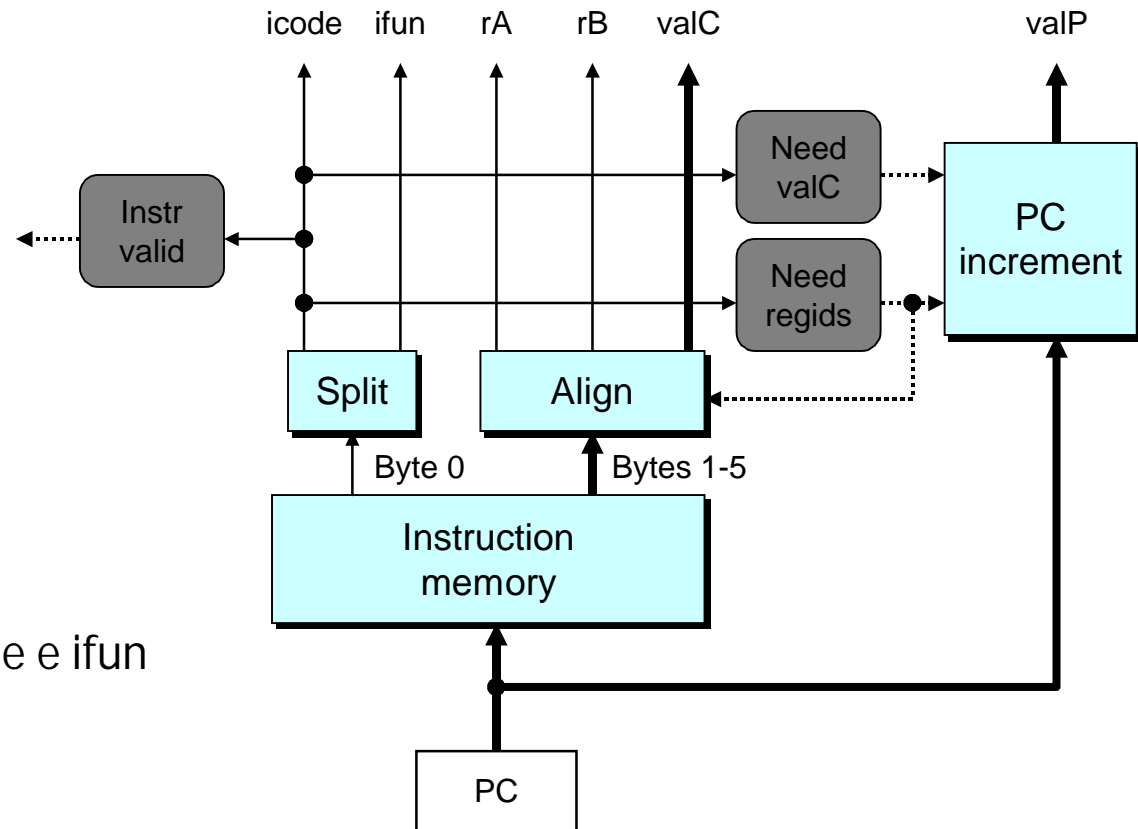 icode ifun rA rB valC valP
Need
valC
Instr
valid
PC
increment
Need
regids
Split
Align
Byte 0
Bytes 1-5
Instruction
memory
e e ifun
PC